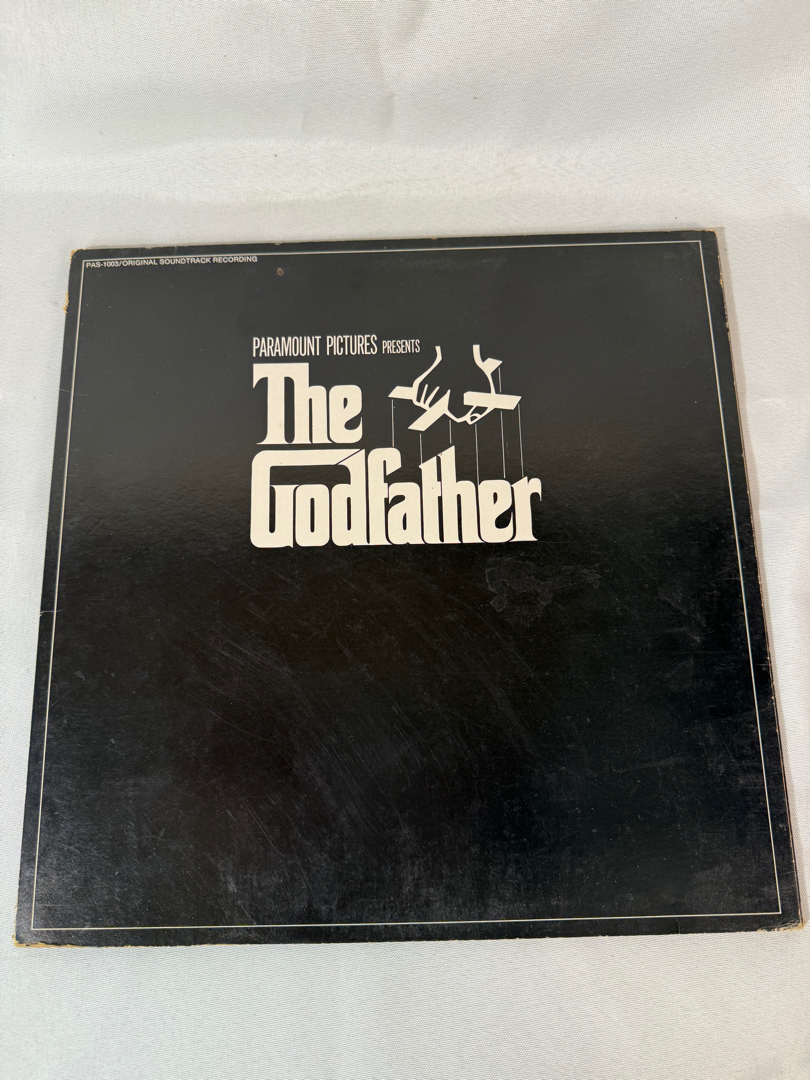 PAS-1003/ORIGINAL SOUNDTRACK RECORDING
PARAMOUNT PICTURES PRESENTS
The
Godfather